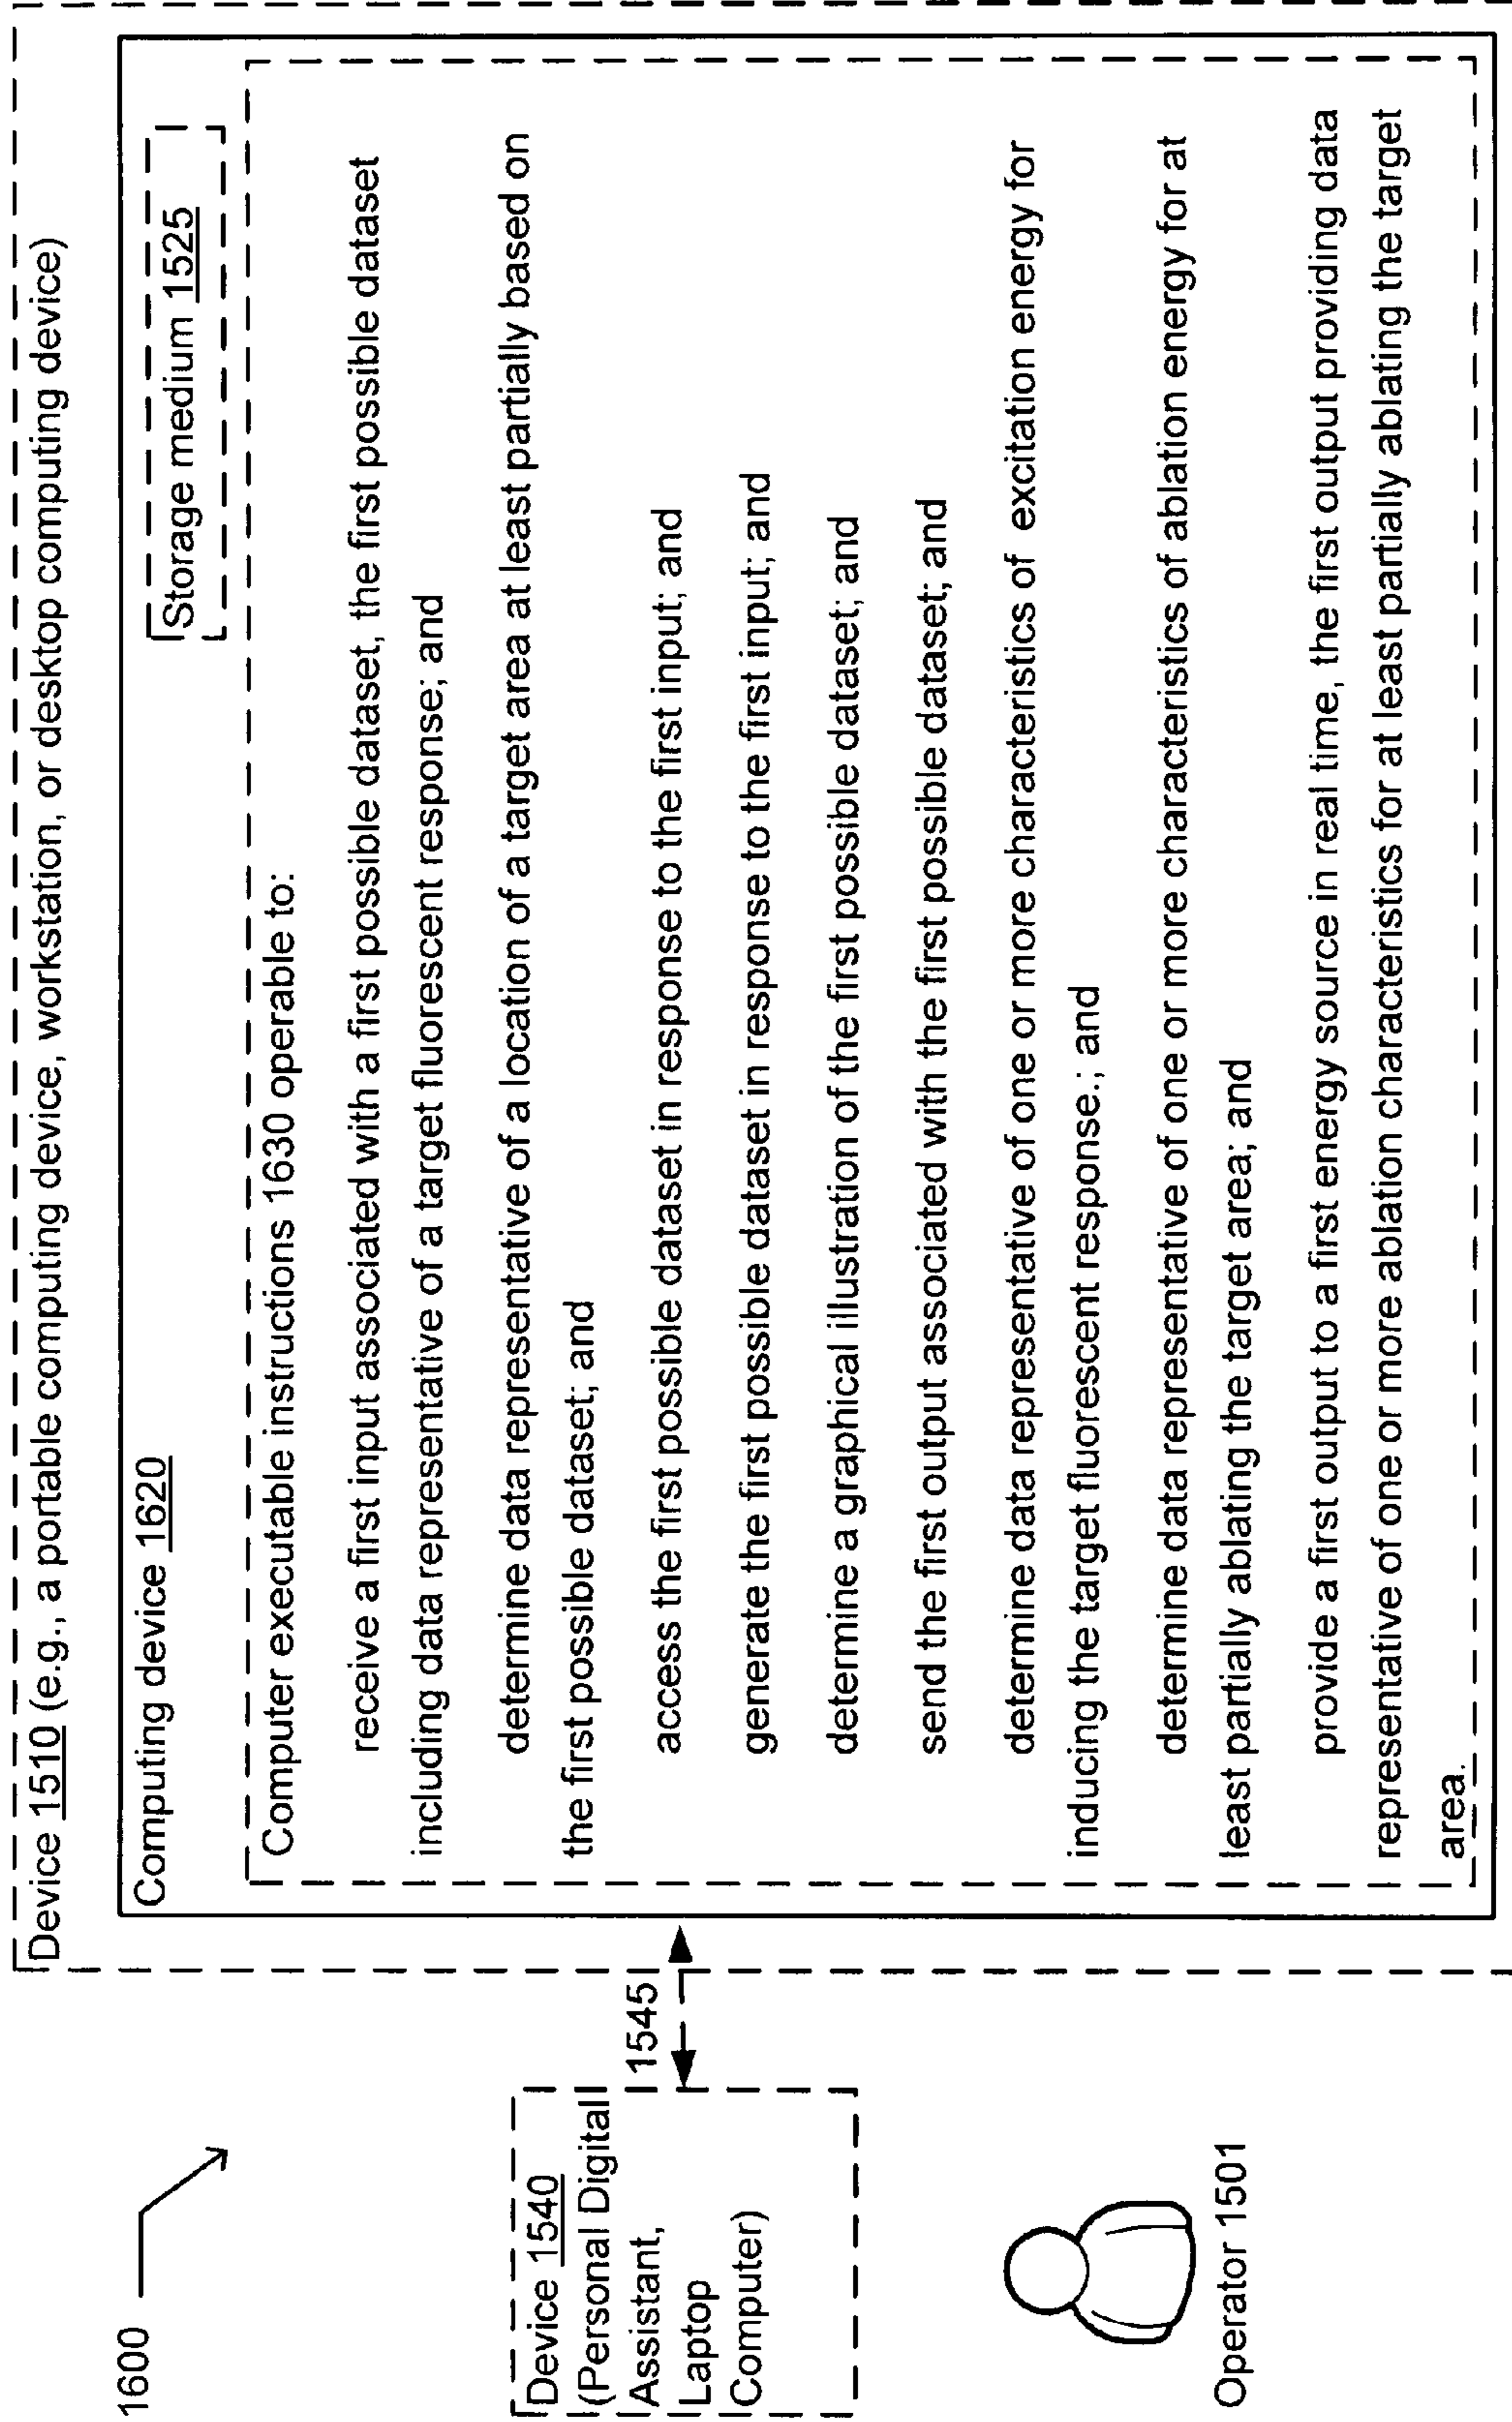 1600
Device 1510 (e.g., a portable computing device, workstation, or desktop computing device)
Computing device 1620
Storage medium 1525
Computer executable instructions 1630 operable to:
receive a first input associated with a first possible dataset, the first possible dataset
including data representative of a target fluorescent response; and
determine data representative of a location of a target area at least partially based on
the first possible dataset; and
access the first possible dataset in response to the first input; and
generate the first possible dataset in response to the first input; and
determine a graphical illustration of the first possible dataset; and
send the first output associated with the first possible dataset; and
determine data representative of one or more characteristics of excitation energy for
inducing the target fluorescent response.; and
determine data representative of one or more characteristics of ablation energy for at
least partially ablating the target area; and
provide a first output to a first energy source in real time, the first output providing data
representative of one or more ablation characteristics for at least partially ablating the target
area.
Device 1540
(Personal Digital
Assistant,
Laptop
Computer)
1545
Operator 1501